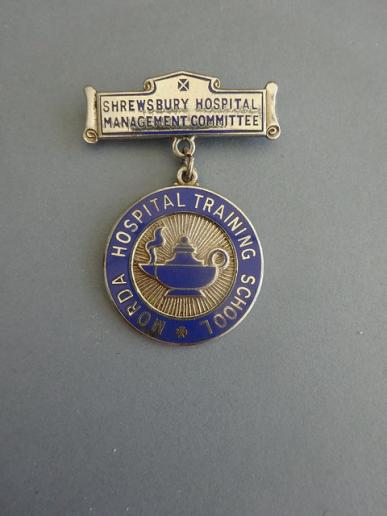 SHREWSBURY HOSPITAL
MANAGEMENT COMMITTEE
MORDA HOSPITAL TRAINING SCHOOL